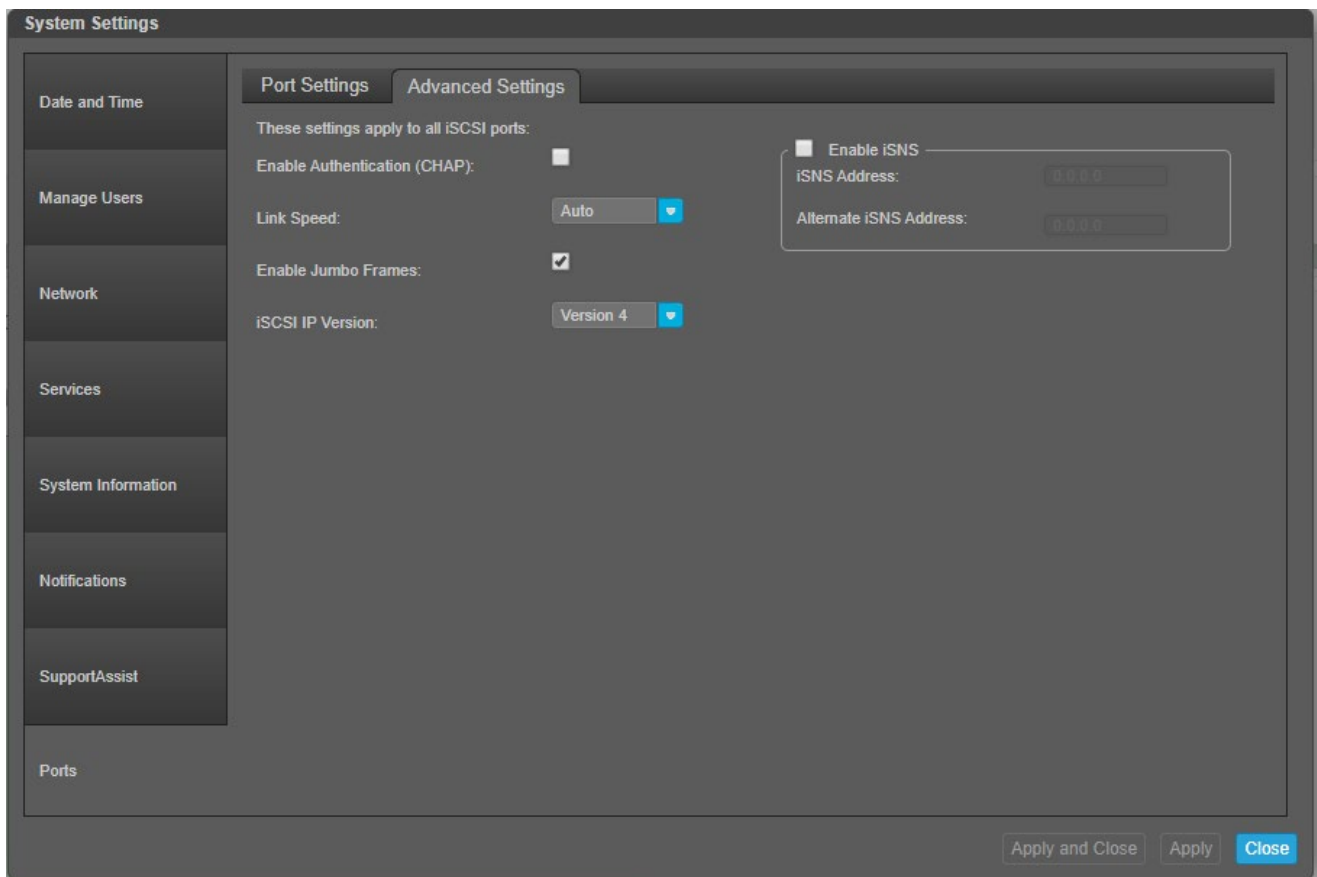 System Settings
Date and Time
Manage Users
Network
Services
System Information
Notifications
SupportAssist
Ports
Port Settings
Advanced Settings
These settings apply to all iSCSI ports:
Enable Authentication (CHAP):
Link Speed:
Auto
Enable Jumbo Frames:
iSCSI IP Version:
Version 4
Enable iSNS
iSNS Address:
0.0.0.0
Alternate iSNS Address:
0.0.0.0
Apply and Close
Apply
Close